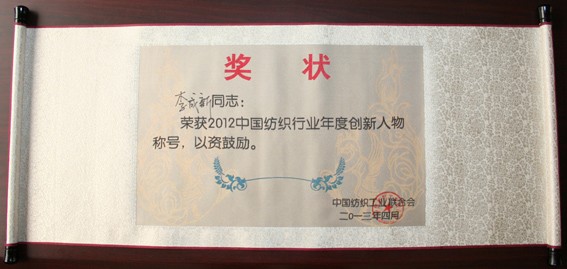 奖 状
李成新同志：
荣获2012中国纺织行业年度创新人物
称号，以资鼓励。
中国纺织工业联合会
二〇一三年四月